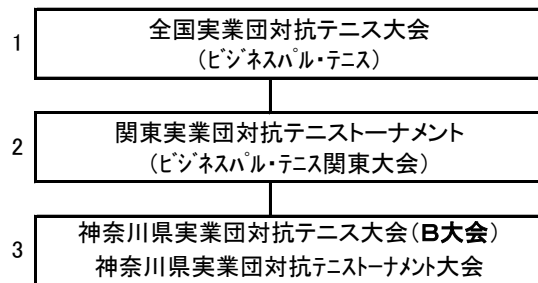 1
全国実業団対抗テニス大会
(ﾋﾞｼﾞﾈｽﾊﾟﾙ・テニス)
2
関東実業団対抗テニストーナメント
(ﾋﾞｼﾞﾈｽﾊﾟﾙ・ﾃﾆｽ関東大会)
3
神奈川県実業団対抗テニス大会(B大会)
神奈川県実業団対抗ﾃﾆｽﾄｰﾅﾒﾝﾄ大会